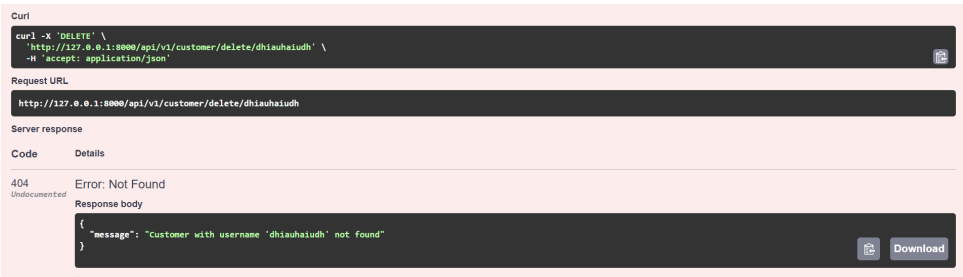 Curl
curl -X 'DELETE' \
  'http://127.0.0.1:8000/api/v1/customer/delete/dhiauhaiudh' \
  -H 'accept: application/json'
Request URL
http://127.0.0.1:8000/api/v1/customer/delete/dhiauhaiudh
Server response
Code Details
404 Error: Not Found
Undocumented
Response body
{
  "message": "Customer with username 'dhiauhaiudh' not found"
}
Download